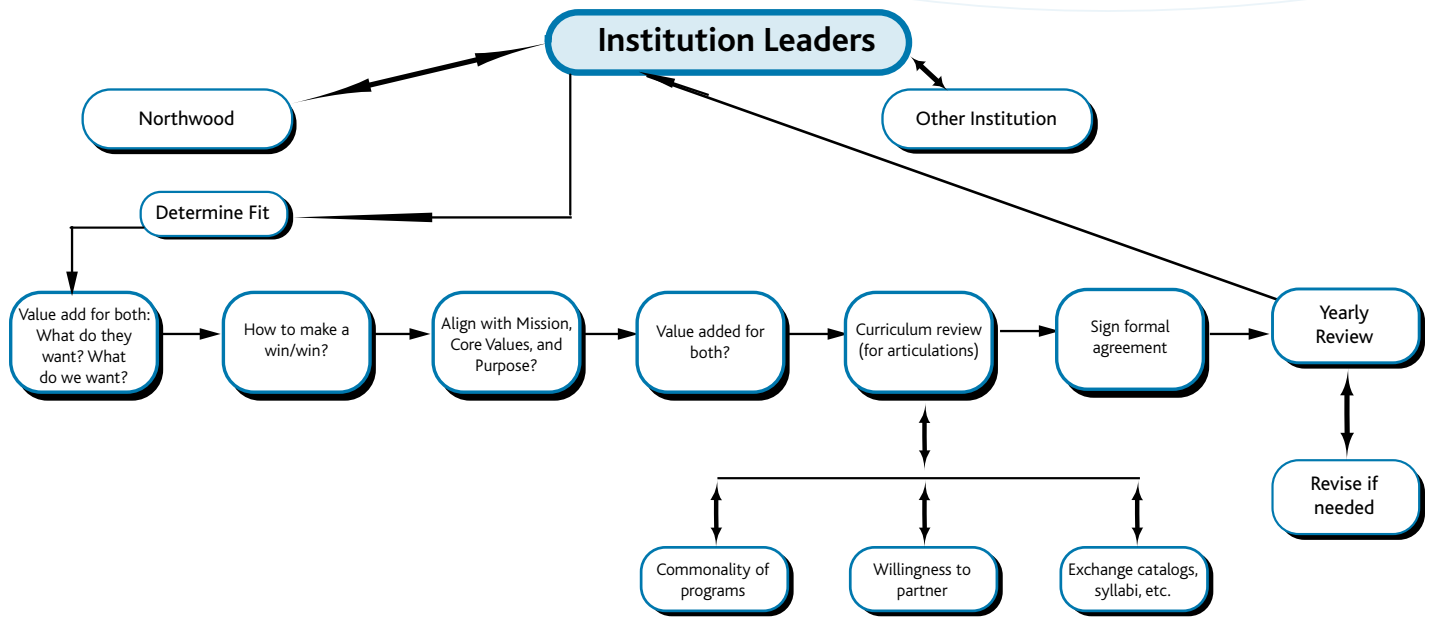 Institution Leaders
Northwood
Other Institution
Determine Fit
Value add for both:
What do they
want? What
do we want?
How to make a
win/win?
Align with Mission,
Core Values, and
Purpose?
Value added for
both?
Curriculum review
(for articulations)
Sign formal
agreement
Yearly
Review
Revise if
needed
Commonality of
programs
Willingness to
partner
Exchange catalogs,
syllabi, etc.